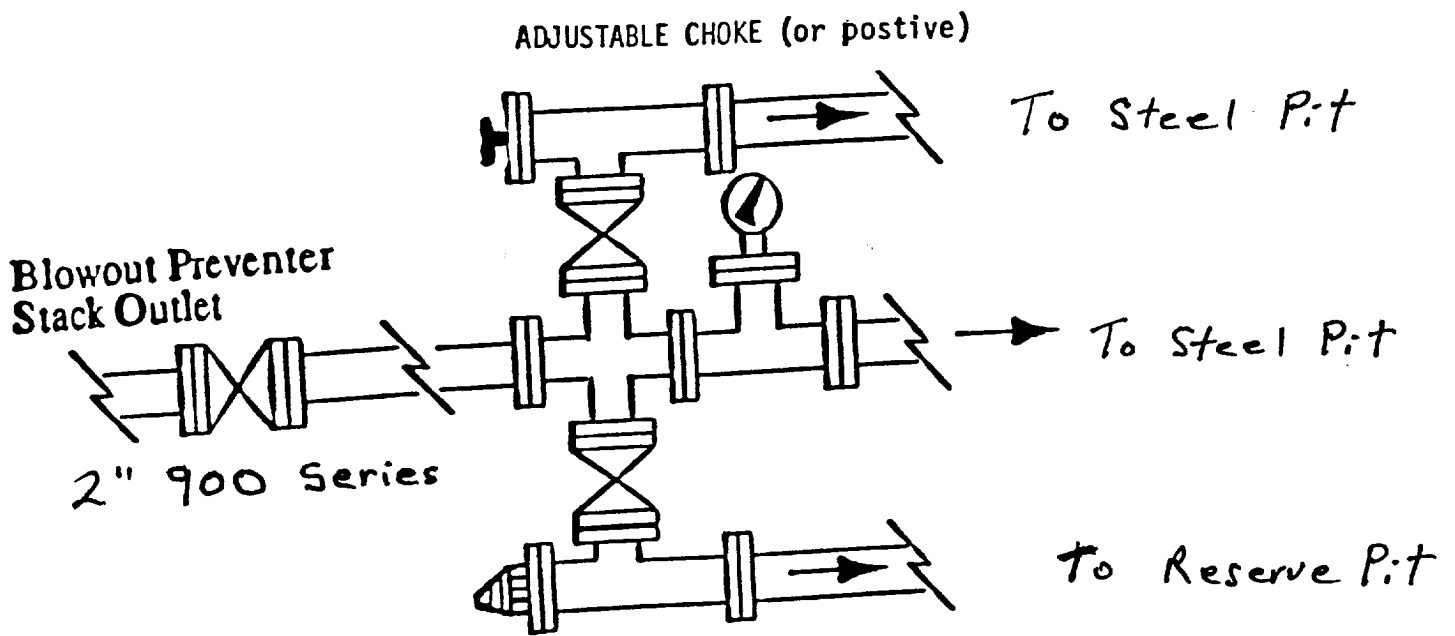 ADJUSTABLE CHOKE (or postive)
To Steel Pit
Blowout Preventer
Stack Outlet
To Steel Pit
2" 900 Series
To Reserve Pit